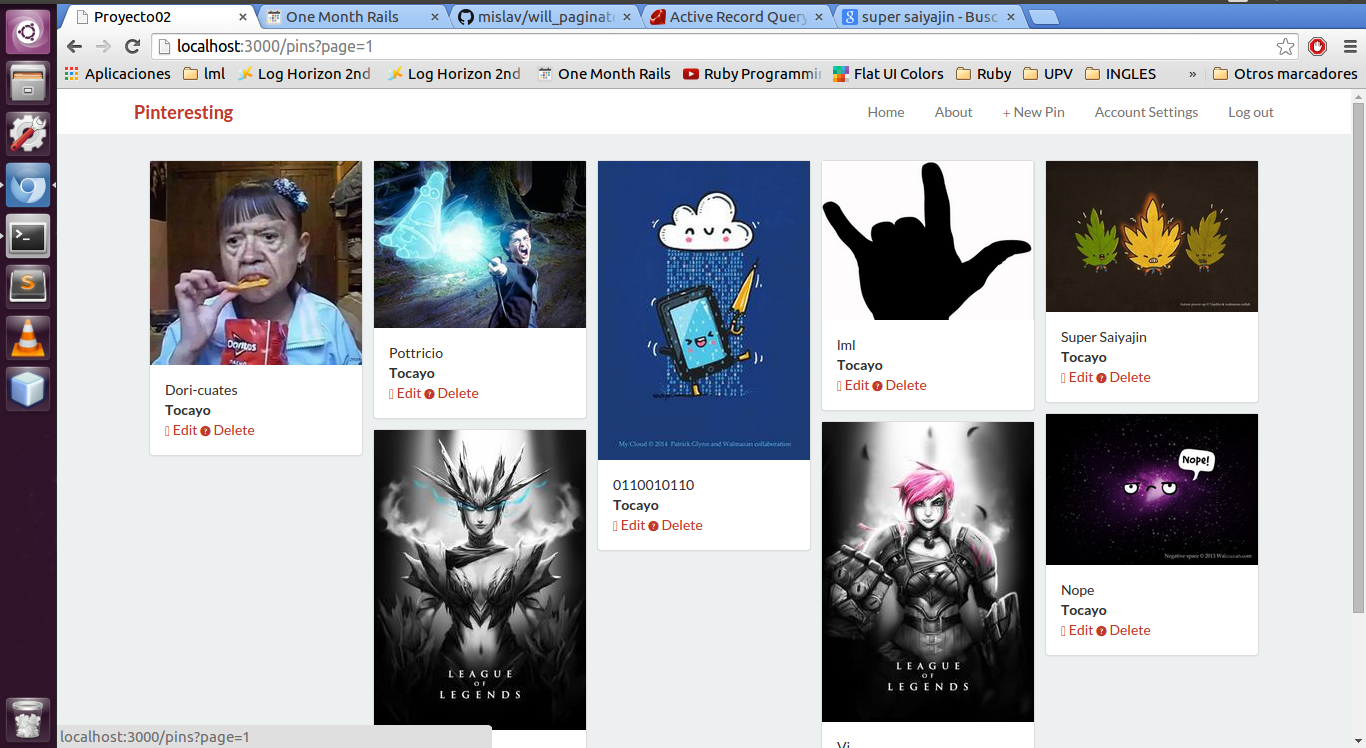 Proyecto02
One Month Rails
mislav/will_paginat
Active Record Query
super saiyajin - Busc
localhost:3000/pins?page=1
Aplicaciones
lml
Log Horizon 2nd
Log Horizon 2nd
One Month Rails
Ruby Programmi
Flat UI Colors
Ruby
UPV
INGLES
»
Otros marcadores
Pinteresting
Home
About
+ New Pin
Account Settings
Log out
Doritos
Dori-cuates
Tocayo
Edit Delete
Pottricio
Tocayo
Edit Delete
LEAGUE
OF
LEGENDS
My Cloud © 2014 Patrick Glynn and Walmazan collaboration
0110010110
Tocayo
Edit Delete
lml
Tocayo
Edit Delete
LEAGUE
OF
LEGENDS
Vi
Super Saiyajin
Tocayo
Edit Delete
Nope!
Negative space © 2013 Walmazan.com
Nope
Tocayo
Edit Delete
localhost:3000/pins?page=1